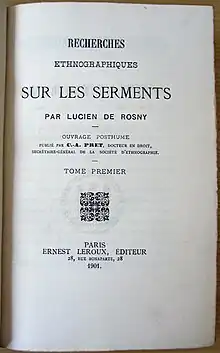 RECHERCHES
ETHNOGRAPHIQUES
SUR LES SERMENTS
PAR LUCIEN DE ROSNY
OUVRAGE POSTHUME
PUBLIÉ PAR C.-A. PRET, DOCTEUR EN DROIT,
SECRÉTAIRE-GÉNÉRAL DE LA SOCIÉTÉ D'ETHNOGRAPHIE.
TOME PREMIER
PARIS
ERNEST LEROUX, ÉDITEUR
28, RUE BONAPARTE, 28
1901.